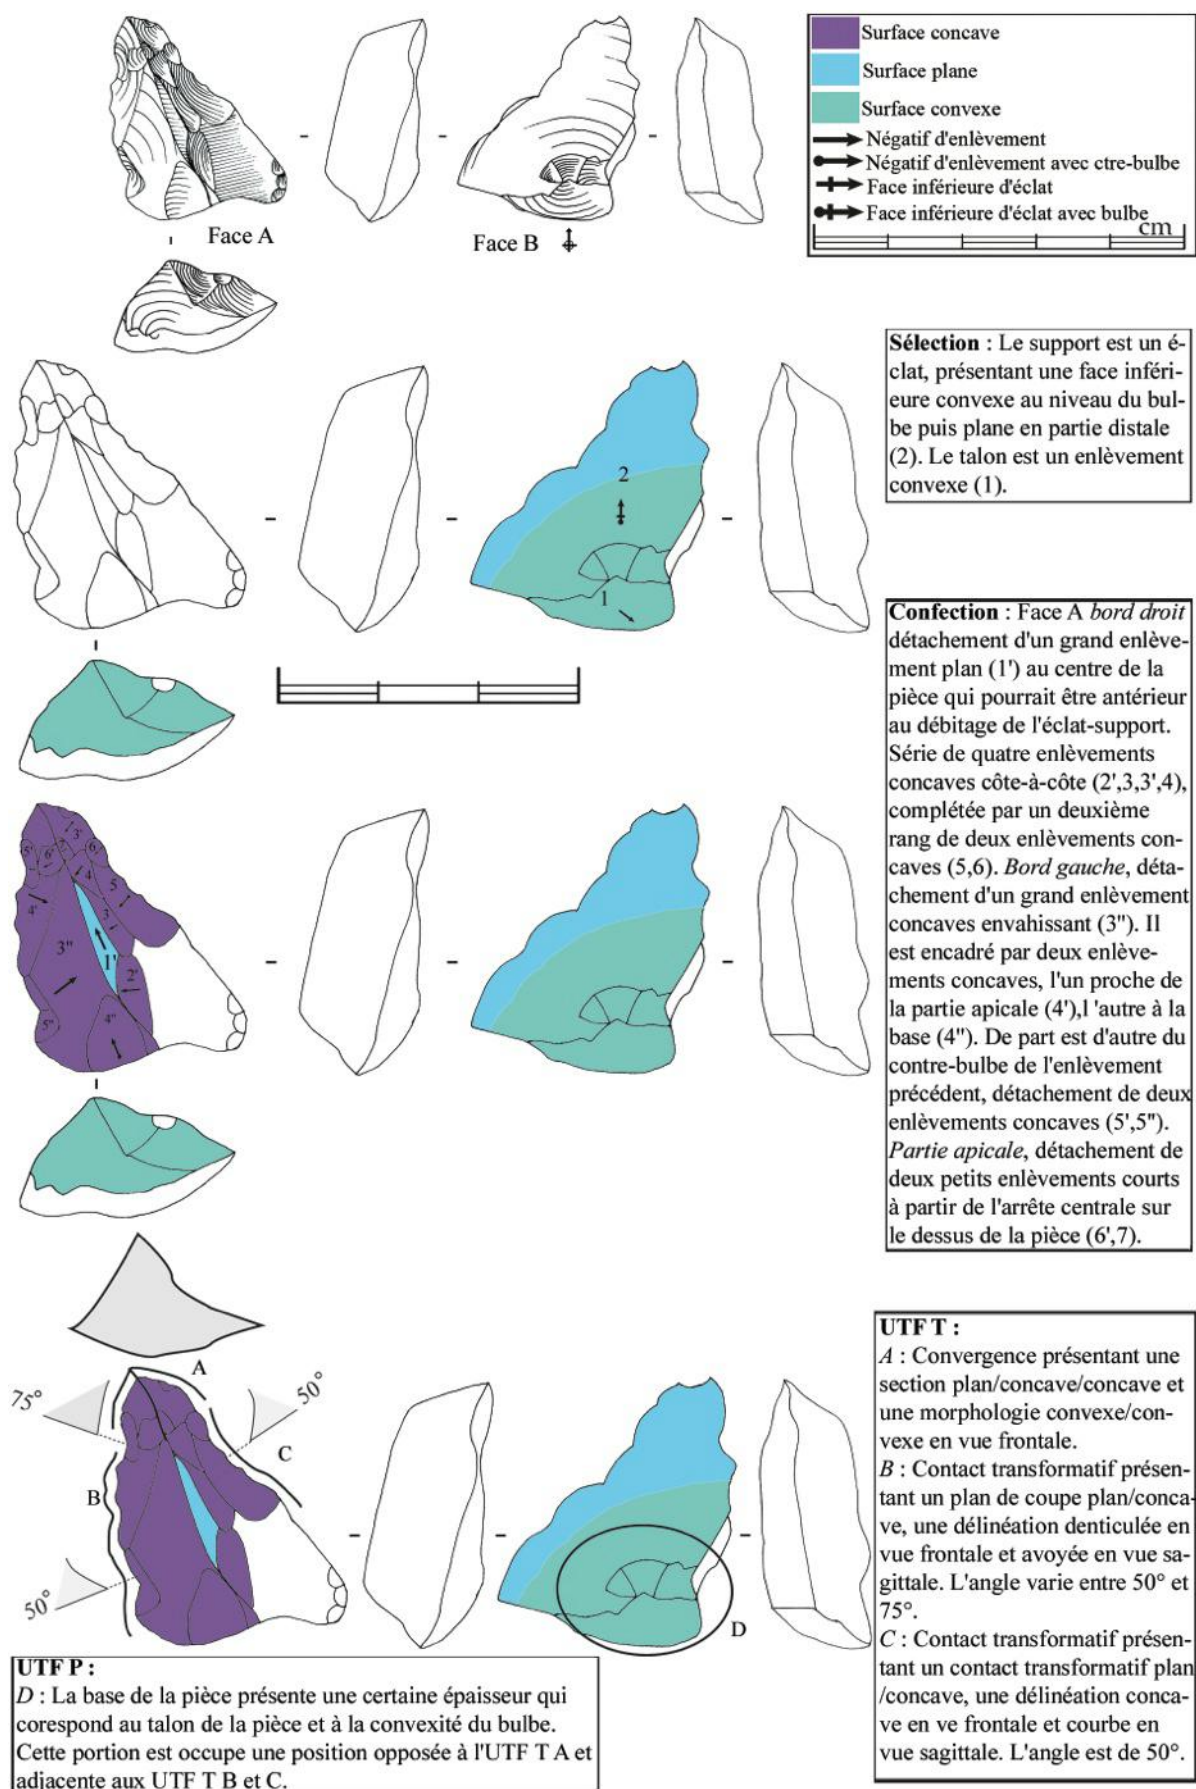 Surface concave
Surface plane
Surface convexe
Négatif d'enlèvement
Négatif d'enlèvement avec ctre-bulbe
Face inférieure d'éclat
Face inférieure d'éclat avec bulbe
cm
Face A
Face B
Sélection : Le support est un é-
clat, présentant une face inféri-
eure convexe au niveau du bul-
be puis plane en partie distale
(2). Le talon est un enlèvement
convexe (1).
2
1
Confection : Face A bord droit
détachement d'un grand enlève-
ment plan (1') au centre de la
pièce qui pourrait être antérieur
au débitage de l'éclat-support.
Série de quatre enlèvements
concaves côte-à-côte (2',3,3',4),
complétée par un deuxième
rang de deux enlèvements con-
caves (5,6). Bord gauche, déta-
chement d'un grand enlèvement
concaves envahissant (3"). Il
est encadré par deux enlève-
ments concaves, l'un proche de
la partie apicale (4'),l 'autre à la
base (4"). De part est d'autre du
contre-bulbe de l'enlèvement
précédent, détachement de deux
enlèvements concaves (5',5").
Partie apicale, détachement de
deux petits enlèvements courts
à partir de l'arrête centrale sur
le dessus de la pièce (6',7).
3'
5'
6'
6
4
5
4'
3
3"
1'
2'
4"
5"
A
75°
50°
C
B
50°
D
UTF T :
A : Convergence présentant une
section plan/concave/concave et
une morphologie convexe/con-
vexe en vue frontale.
B : Contact transformatif présen-
tant un plan de coupe plan/conca-
ve, une délinéation denticulée en
vue frontale et avoyée en vue sa-
gittale. L'angle varie entre 50° et
75°.
C : Contact transformatif présen-
tant un contact transformatif plan
/concave, une délinéation conca-
ve en ve frontale et courbe en
vue sagittale. L'angle est de 50°.
UTF P :
D : La base de la pièce présente une certaine épaisseur qui
corespond au talon de la pièce et à la convexité du bulbe.
Cette portion est occupe une position opposée à l'UTF T A et
adjacente aux UTF T B et C.